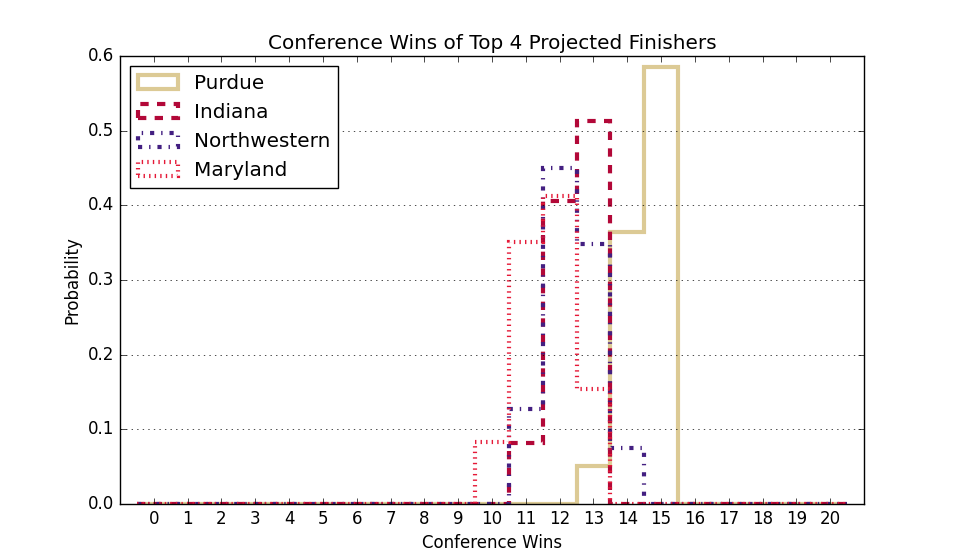 Conference Wins of Top 4 Projected Finishers
0.6
0.5
0.4
0.3
0.2
0.1
0.0
Probability
Purdue
Indiana
Northwestern
Maryland
0 1 2 3 4 5 6 7 8 9 10 11 12 13 14 15 16 17 18 19 20
Conference Wins